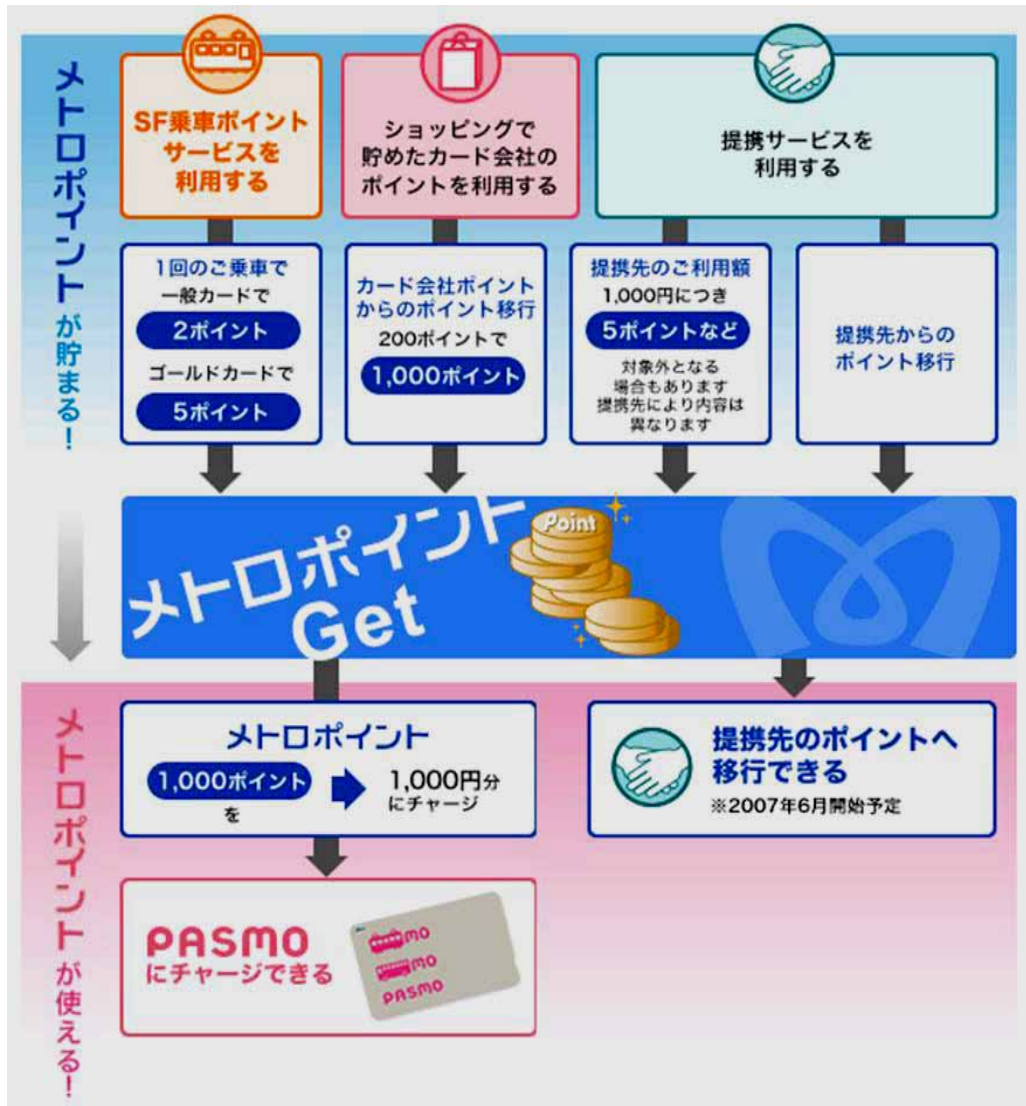 メトロポイントが貯まる！
SF乗車ポイント
サービスを
利用する
ショッピングで
貯めたカード会社の
ポイントを利用する
提携サービスを
利用する
1回のご乗車で
一般カードで
2ポイント
ゴールドカードで
5ポイント
カード会社ポイント
からのポイント移行
200ポイントで
1,000ポイント
提携先のご利用額
1,000円につき
5ポイントなど
対象外となる
場合もあります
提携先により内容は
異なります
提携先からの
ポイント移行
メトロポイント
Get
Point
メトロポイントが使える！
メトロポイント
1,000ポイント
を
1,000円分
にチャージ
提携先のポイントへ
移行できる
※2007年6月開始予定
PASMO
にチャージできる
MO
MO
PASMO